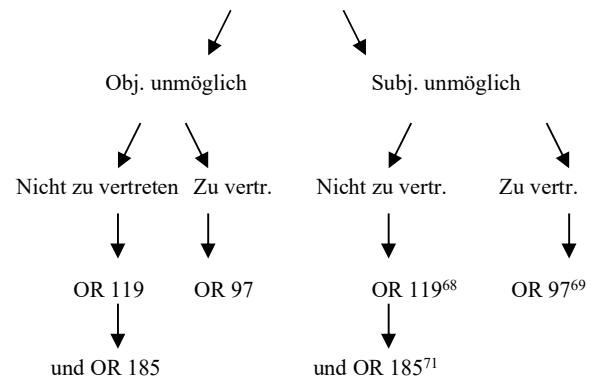 Obj. unmöglich Subj. unmöglich
Nicht zu vertreten Zu vertr. Nicht zu vertr. Zu vertr.
OR 119 OR 97 OR 119⁶⁸ OR 97⁶⁹
und OR 185 und OR 185⁷¹